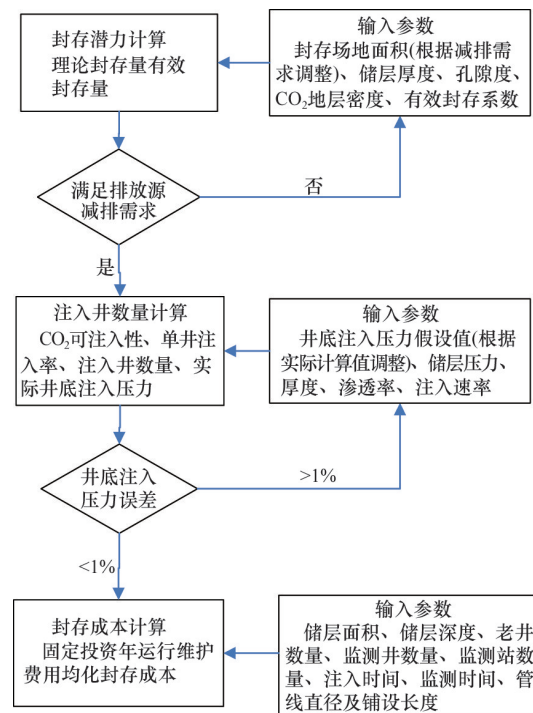 封存潜力计算
理论封存量有效
封存量
输入参数
封存场地面积(根据减排需
求调整)、储层厚度、孔隙度、
CO₂地层密度、有效封存系数
满足排放源
减排需求
否
是
注入井数量计算
CO₂可注入性、单井注
入率、注入井数量、实
际井底注入压力
输入参数
井底注入压力假设值(根据
实际计算值调整)、储层压力、
厚度、渗透率、注入速率
井底注入
压力误差
>1%
<1%
封存成本计算
固定投资年运行维护
费用均化封存成本
输入参数
储层面积、储层深度、老井
数量、监测井数量、监测站数
量、注入时间、监测时间、管
线直径及铺设长度